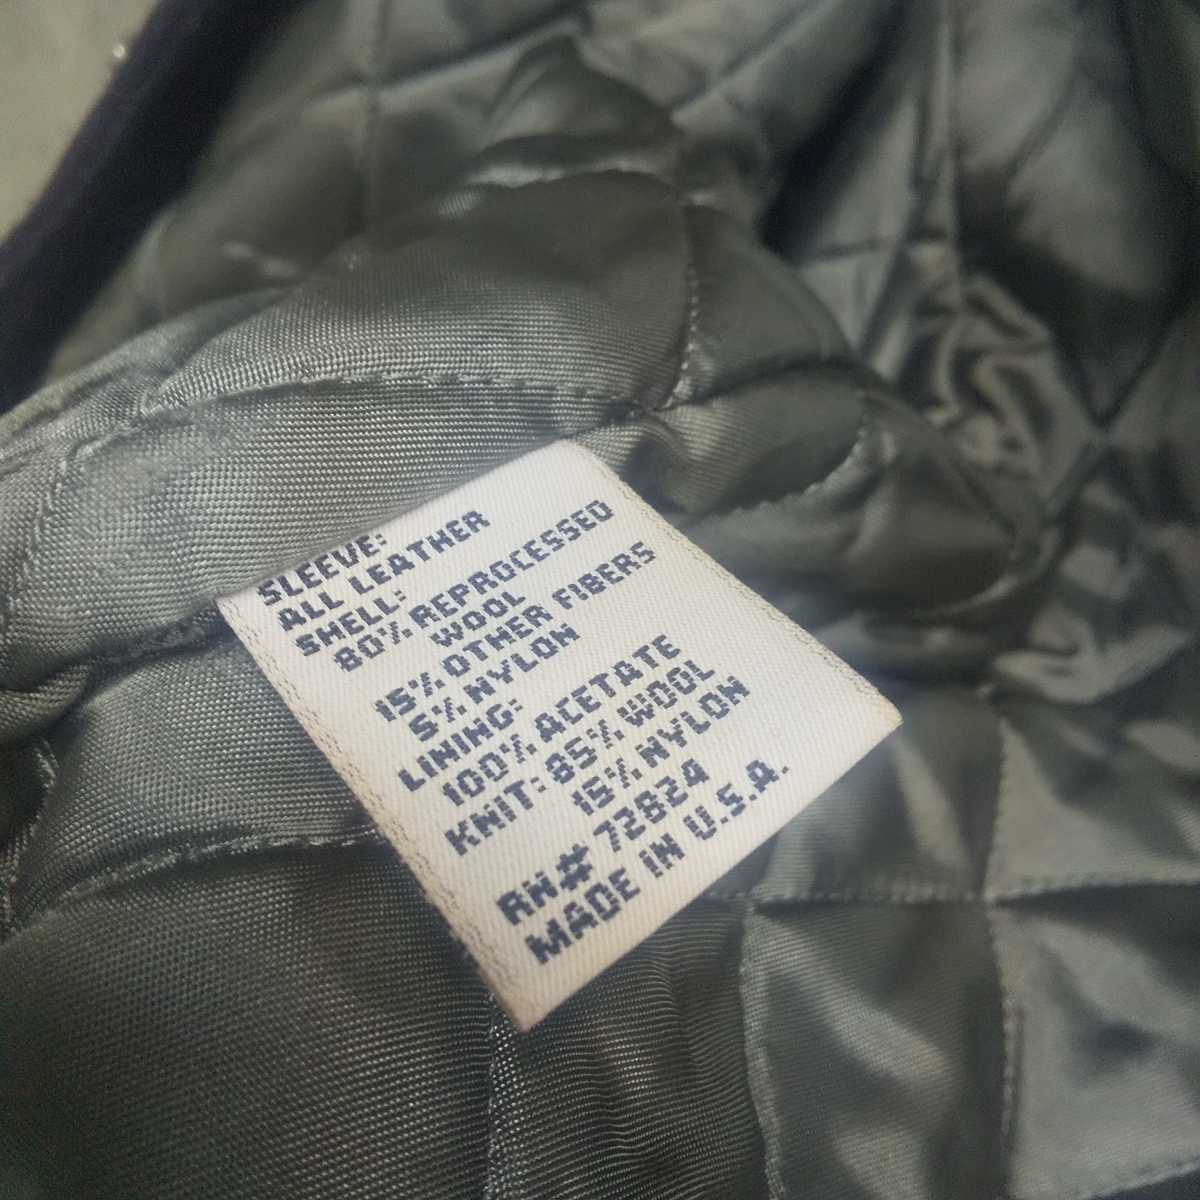 SLEEVE:
ALL LEATHER
SHELL:
80% REPROCESSED
WOOL
15% OTHER FIBERS
5% NYLON
LINING:
100% ACETATE
KNIT: 85% WOOL
15% NYLON
RN# 72824
MADE IN U.S.A.